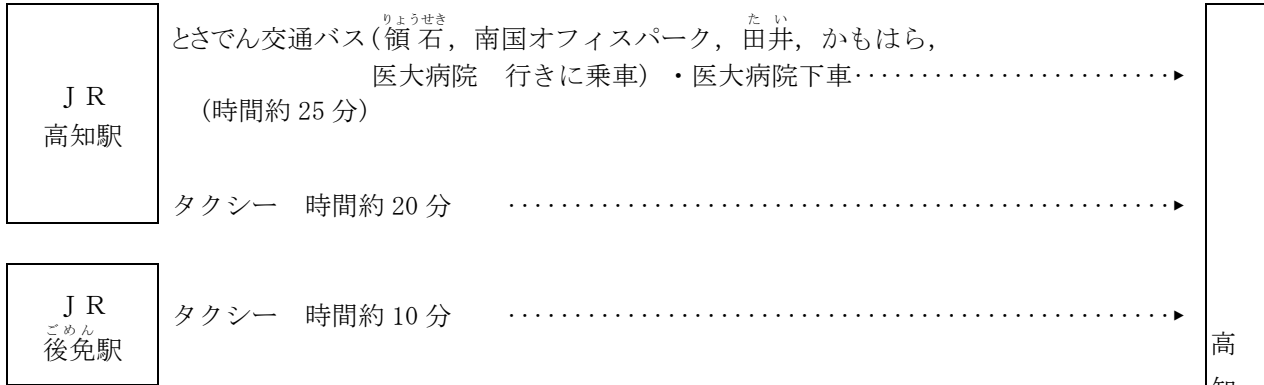 JR
高知駅
とさでん交通バス(領石, 南国オフィスパーク, 田井, かもはら,
りょうせき
たい
医大病院 行きに乗車) ・医大病院下車
(時間約 25 分)
タクシー 時間約 20 分
JR
ごめん
後免駅
タクシー 時間約 10 分
高